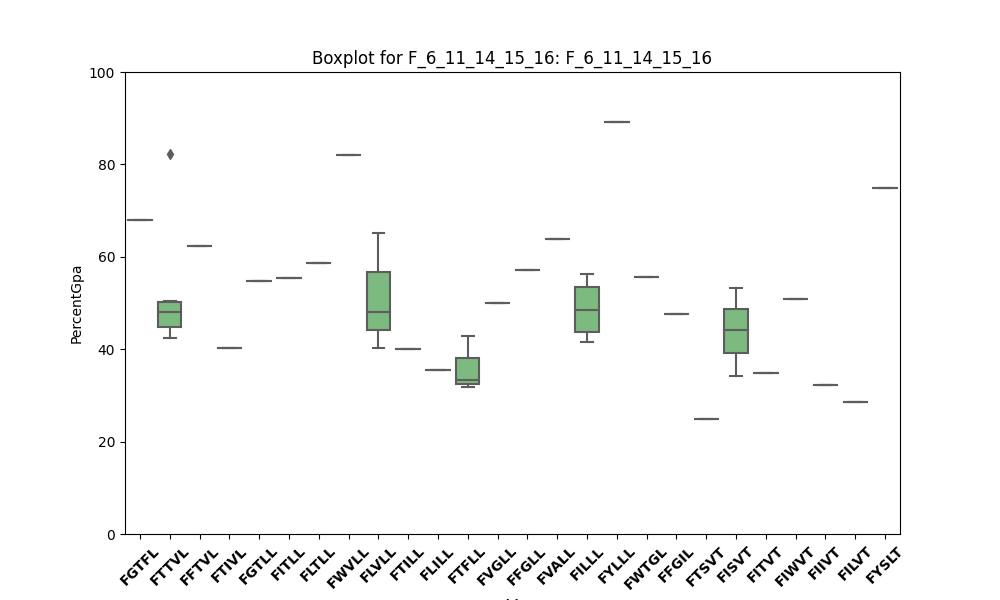 Boxplot for F_6_11_14_15_16: F_6_11_14_15_16
100
80
60
40
20
0
PercentGpa
FGTFL
FTTVL
FFTVL
FTIVL
FGTLL
FITLL
FLTLL
FWVLL
FLVLL
FTILL
FLILL
FTFLL
FVGLL
FFGLL
FVALL
FILLL
FYLLL
FWTGL
FFGIL
FTSVT
FISVT
FITVT
FIWVT
FIIVT
FILVT
FYSLT